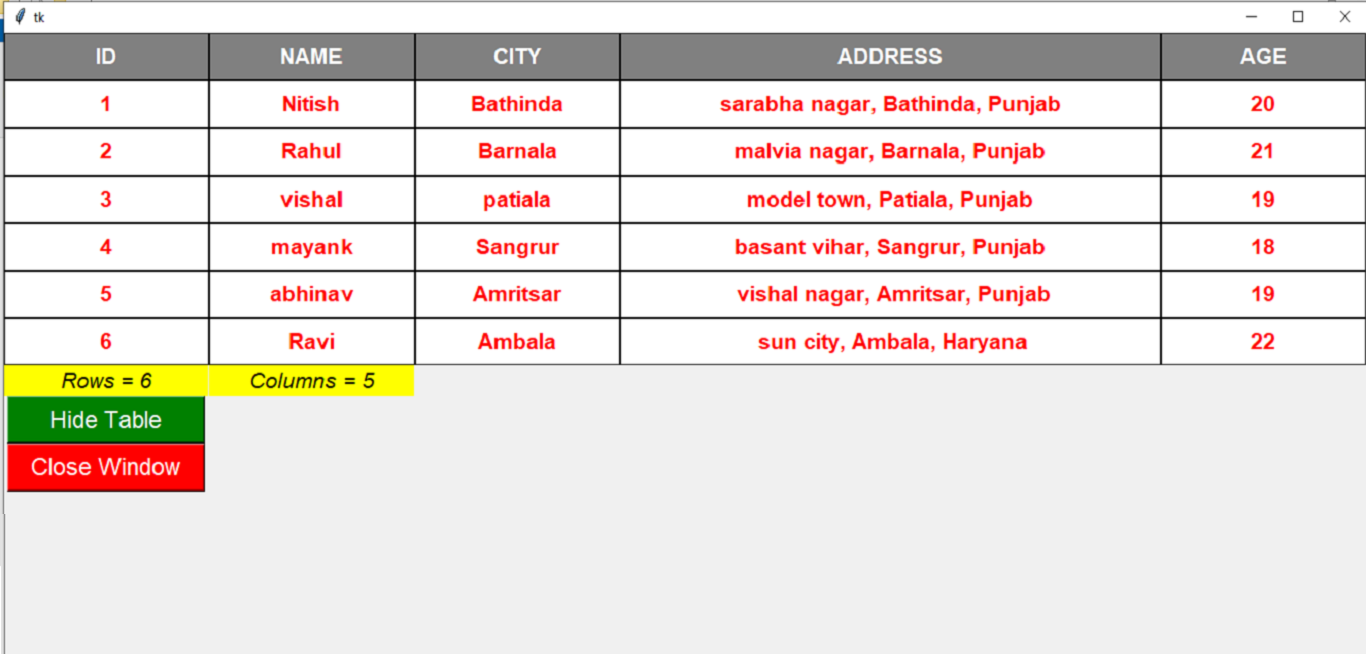 tk
ID NAME CITY ADDRESS AGE
1 Nitish Bathinda sarabha nagar, Bathinda, Punjab 20
2 Rahul Barnala malvia nagar, Barnala, Punjab 21
3 vishal patiala model town, Patiala, Punjab 19
4 mayank Sangrur basant vihar, Sangrur, Punjab 18
5 abhinav Amritsar vishal nagar, Amritsar, Punjab 19
6 Ravi Ambala sun city, Ambala, Haryana 22
Rows = 6 Columns = 5
Hide Table
Close Window